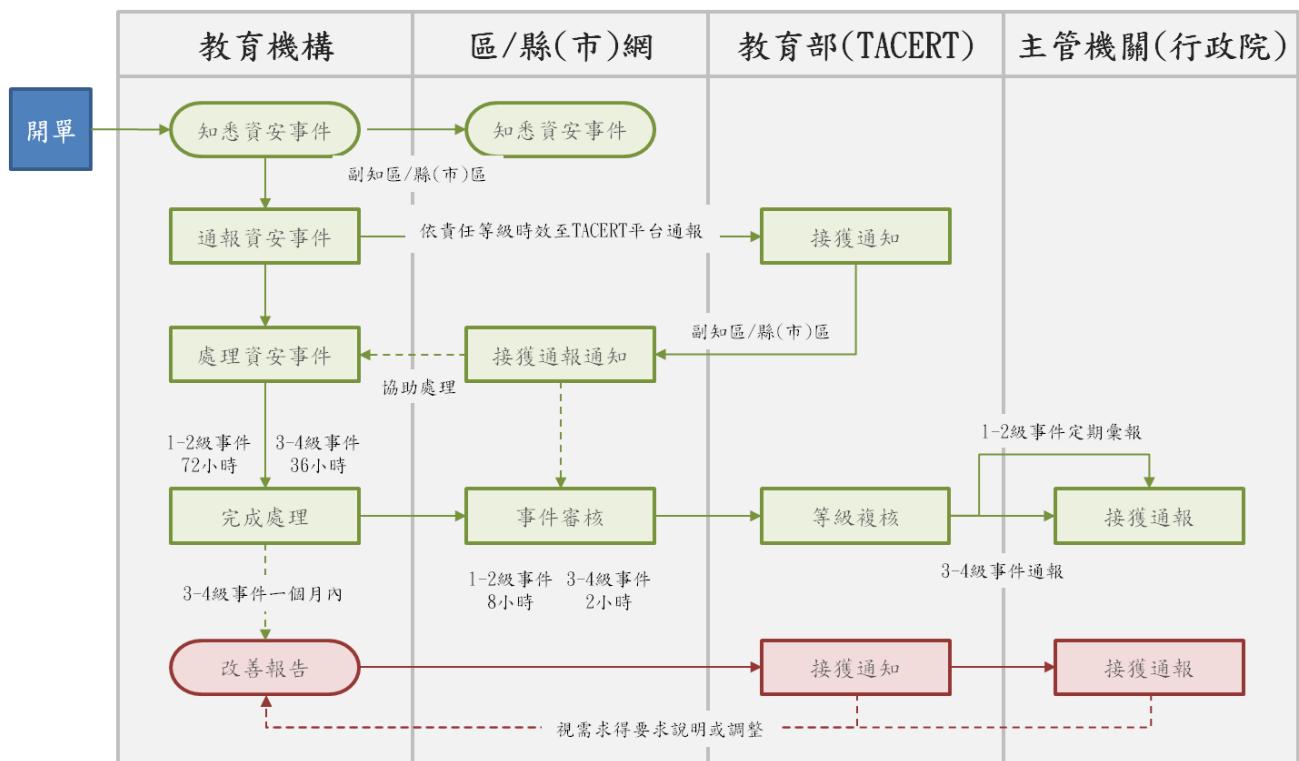 教育機構
區/縣(市)網
教育部(TACERT)
主管機關(行政院)
開單
知悉資安事件
知悉資安事件
副知區/縣(市)區
通報資安事件
依責任等級時效至TACERT平台通報
接獲通知
副知區/縣(市)區
處理資安事件
接獲通報通知
協助處理
1-2級事件
72小時
3-4級事件
36小時
1-2級事件定期彙報
完成處理
事件審核
等級複核
接獲通報
3-4級事件通報
3-4級事件一個月內
1-2級事件
8小時
3-4級事件
2小時
改善報告
接獲通知
接獲通報
視需求得要求說明或調整